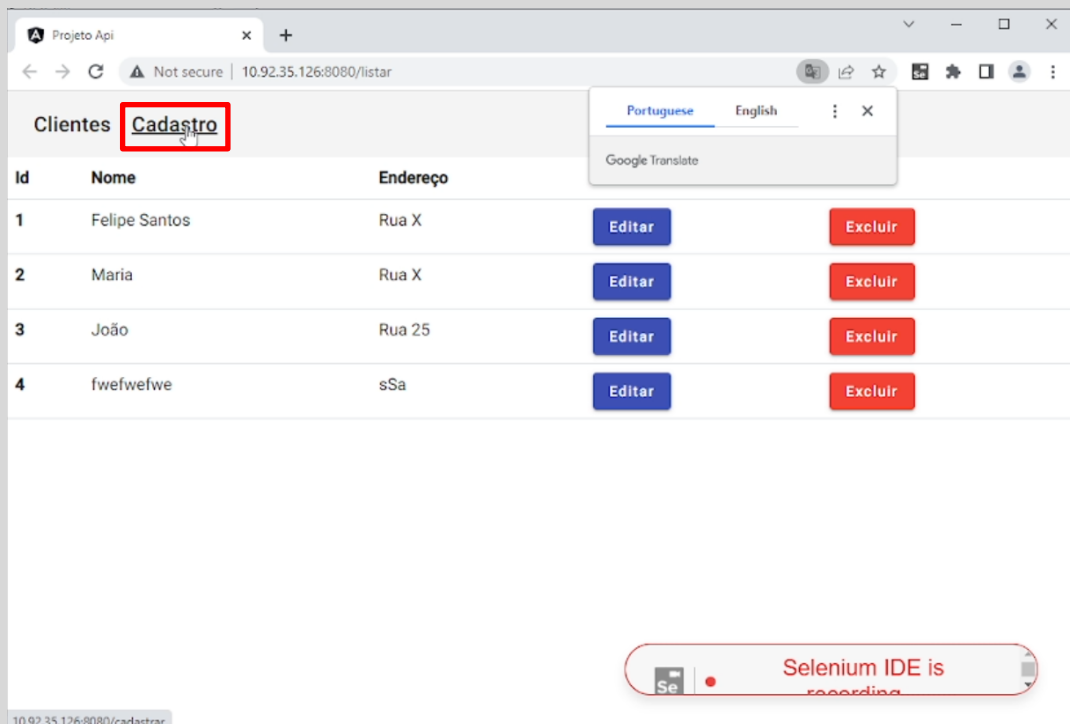 Projeto Api
Not secure | 10.92.35.126:8080/listar
Portuguese English
Google Translate
Clientes Cadastro
Id Nome Endereço
1 Felipe Santos Rua X Editar Excluir
2 Maria Rua X Editar Excluir
3 João Rua 25 Editar Excluir
4 fwefwefwe sSa Editar Excluir
Se Selenium IDE is
recording
10.92.35.126:8080/cadastrar